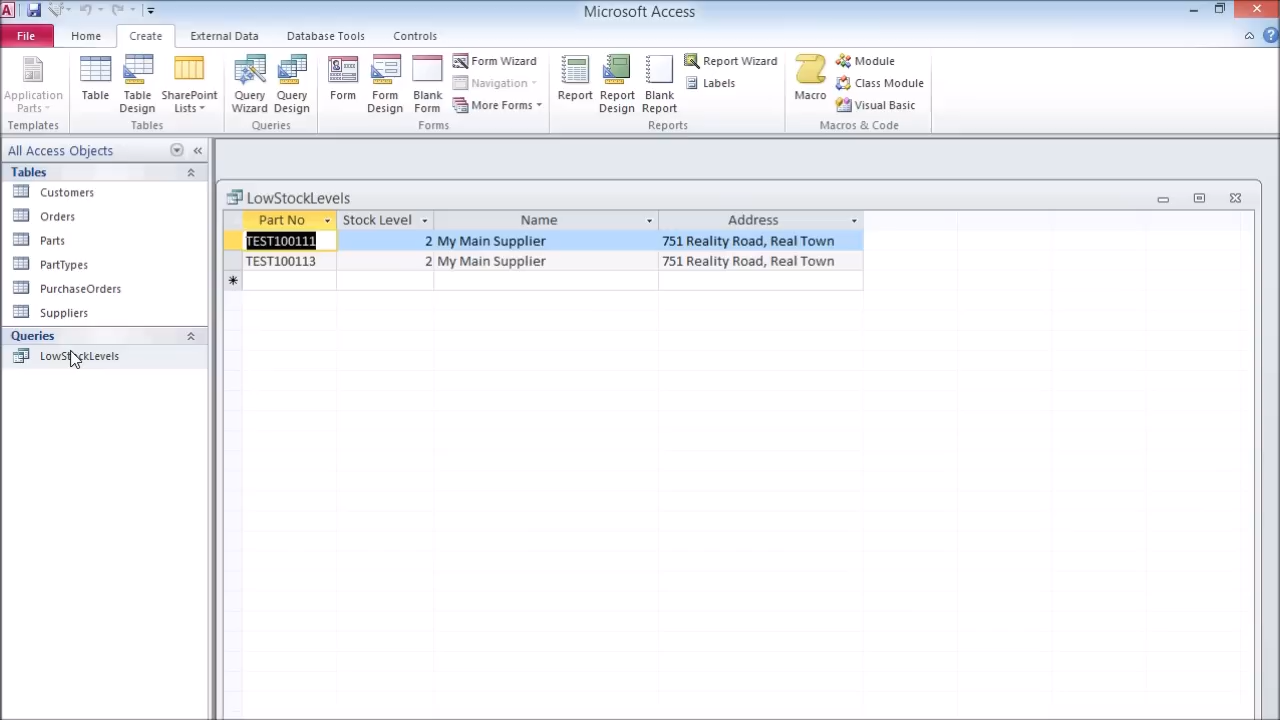 Microsoft Access
File Home Create External Data Database Tools Controls
Application Parts
Table
Table Design
SharePoint Lists
Query Wizard
Query Design
Form
Form Design
Blank Form
Form Wizard
Navigation
More Forms
Report
Report Design
Blank Report
Report Wizard
Labels
Macro
Module
Class Module
Visual Basic
Templates Tables Queries Forms Reports Macros & Code
All Access Objects
Tables
Customers
Orders
Parts
PartTypes
PurchaseOrders
Suppliers
Queries
LowStockLevels
LowStockLevels
Part No Stock Level Name Address
TEST100111 2 My Main Supplier 751 Reality Road, Real Town
TEST100113 2 My Main Supplier 751 Reality Road, Real Town